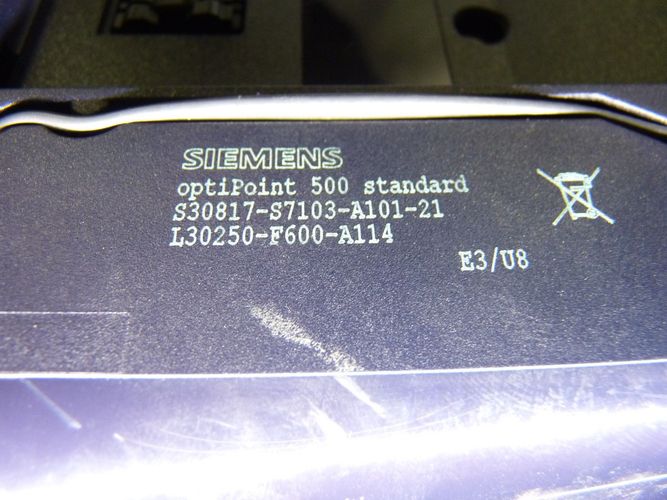 SIEMENS
optiPoint 500 standard
S30817-S7103-A101-21
L30250-F600-A114
E3/U8